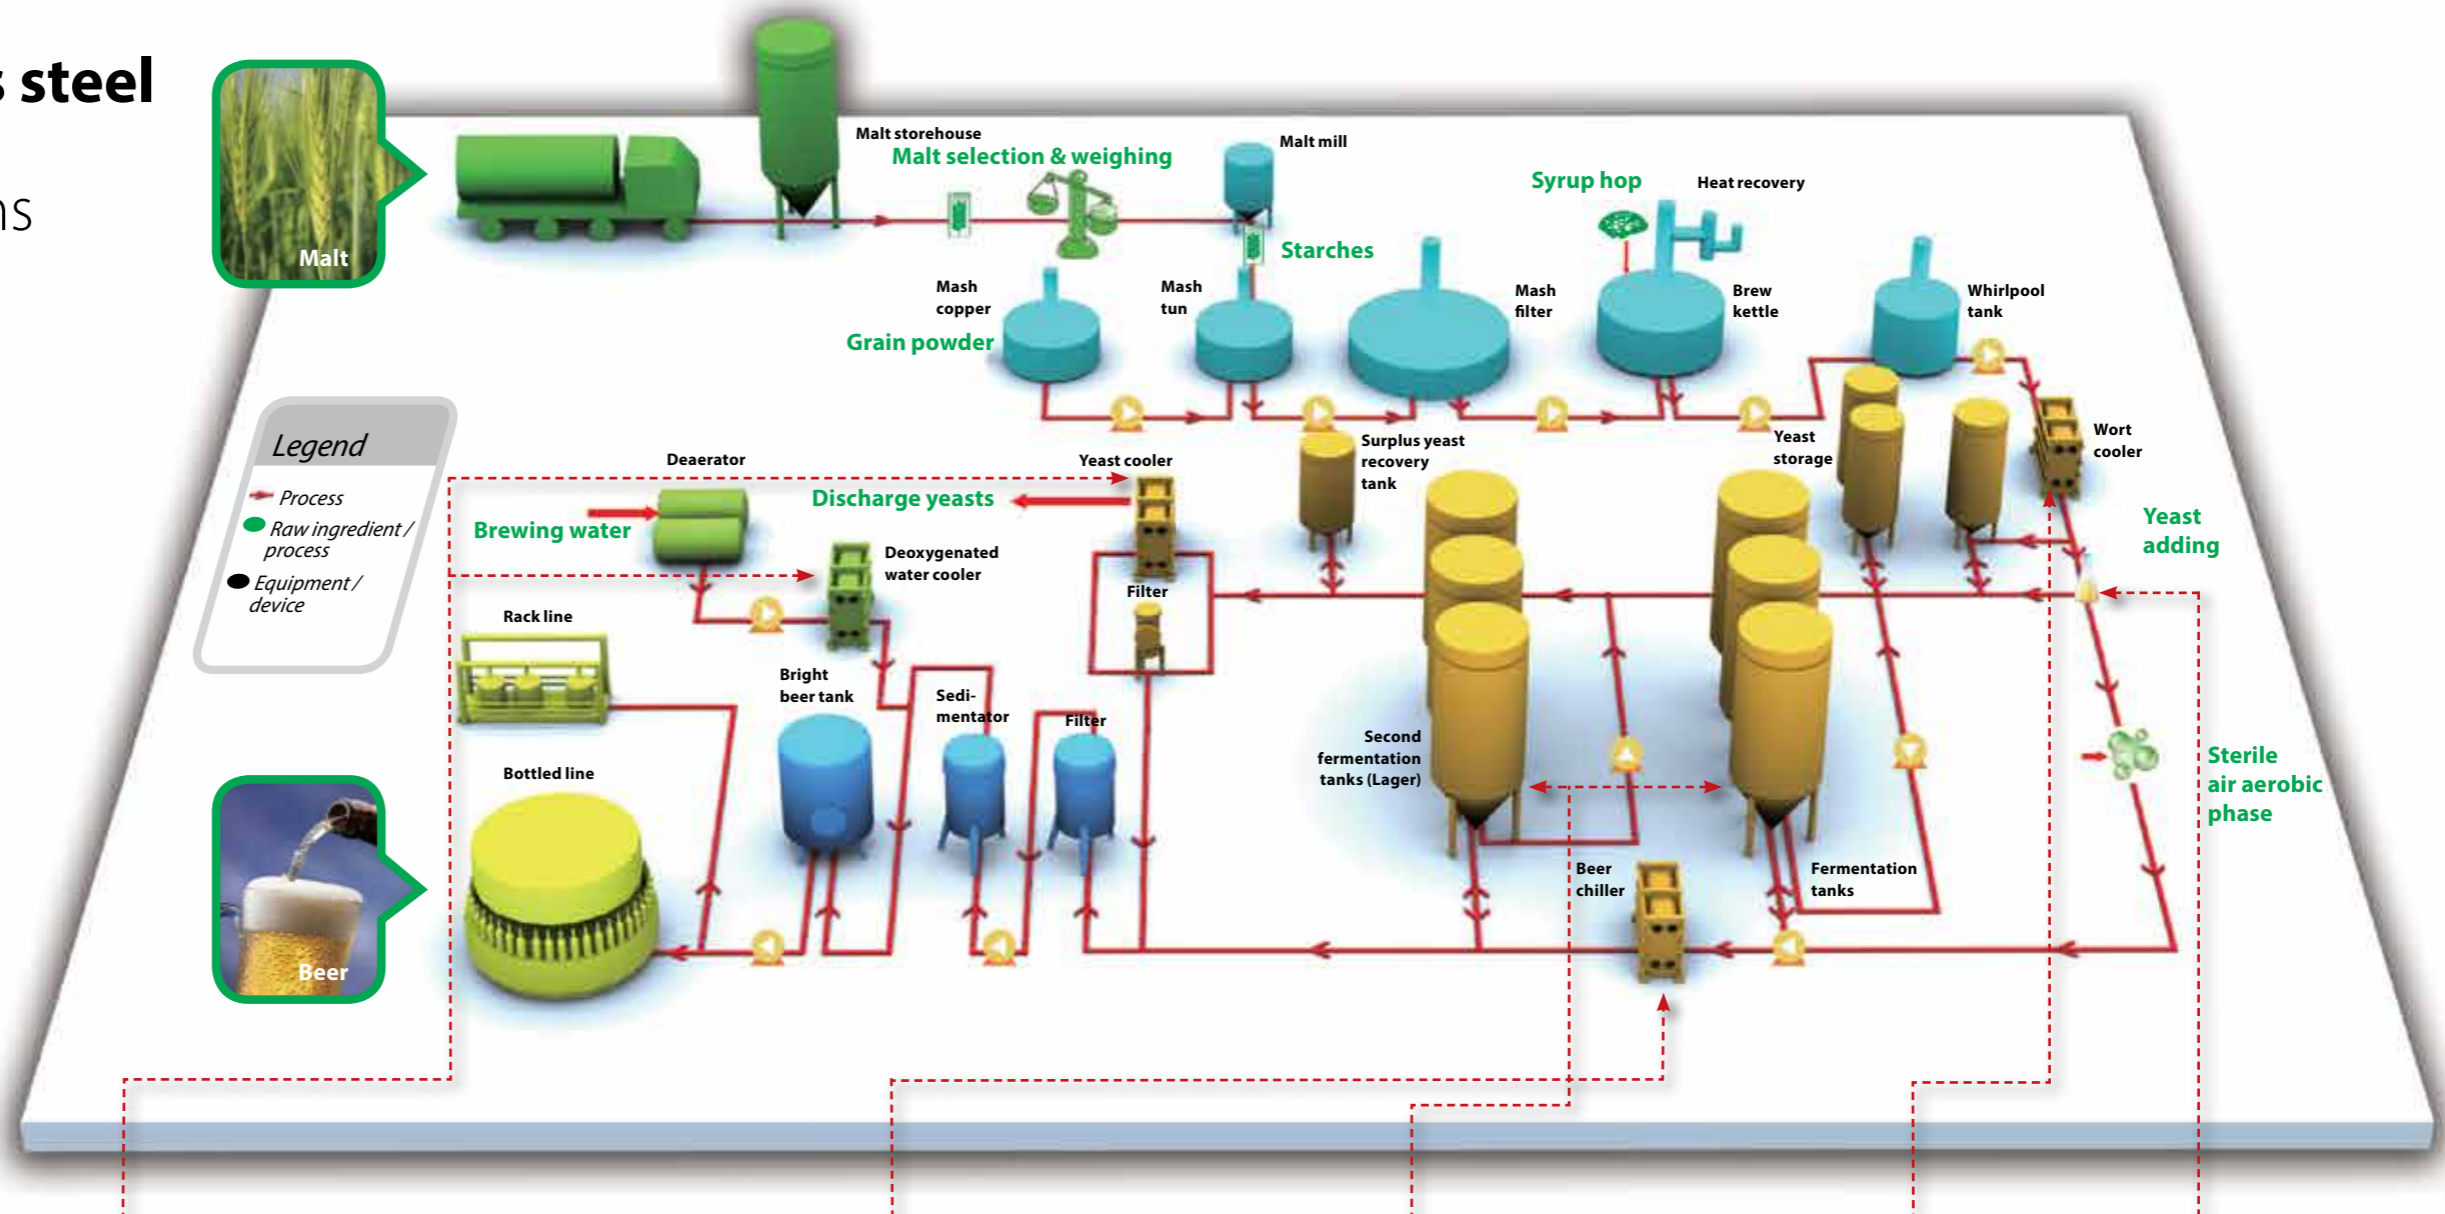 s steel
ns
Malt
Malt storehouse
Malt selection & weighing
Malt mill
Starches
Syrup hop
Heat recovery
Mash
copper
Grain powder
Mash
tun
Mash
filter
Brew
kettle
Whirlpool
tank
Legend
Process
Raw ingredient /
process
Equipment /
device
Deaerator
Brewing water
Discharge yeasts
Yeast cooler
Surplus yeast
recovery
tank
Yeast
storage
Wort
cooler
Yeast
adding
Deoxygenated
water cooler
Filter
Rack line
Bright
beer tank
Sedi-
mentator
Filter
Second
fermentation
tanks (Lager)
Sterile
air aerobic
phase
Bottled line
Beer
chiller
Fermentation
tanks
Beer